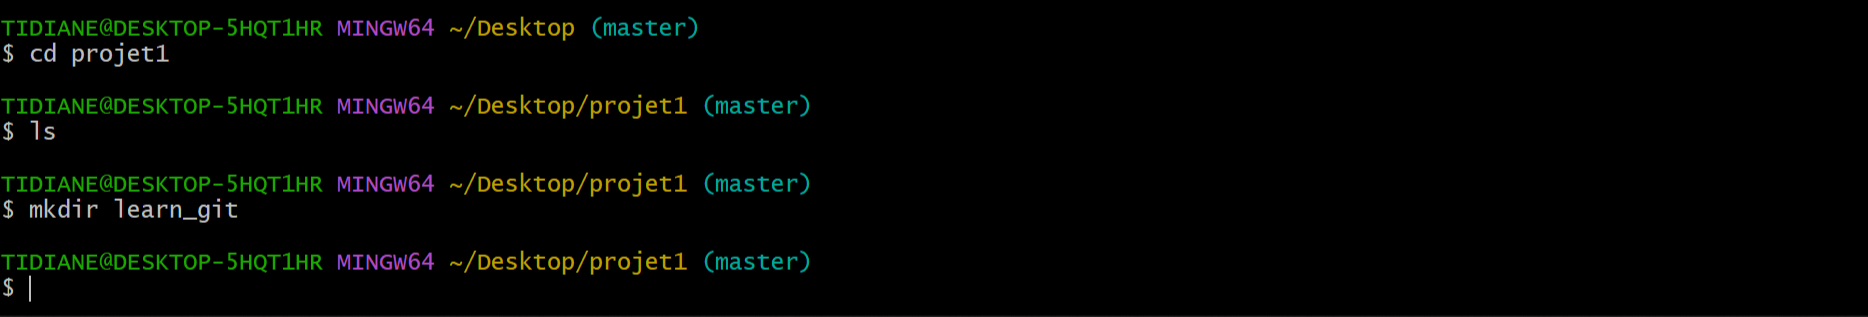 TIDIANE@DESKTOP-5HQT1HR MINGW64 ~/Desktop (master)
$ cd projet1
TIDIANE@DESKTOP-5HQT1HR MINGW64 ~/Desktop/projet1 (master)
$ ls
TIDIANE@DESKTOP-5HQT1HR MINGW64 ~/Desktop/projet1 (master)
$ mkdir learn_git
TIDIANE@DESKTOP-5HQT1HR MINGW64 ~/Desktop/projet1 (master)
$